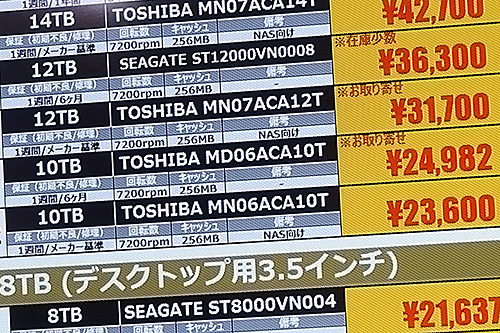 14TB TOSHIBA MN07ACA14T ¥42,700
保証(初期不良/修理) 回転数 キャッシュ 備考
1週間/メーカー基準 7200rpm 256MB NAS向け
※在庫少数
12TB SEAGATE ST12000VN0008 ¥36,300
保証(初期不良/修理) 回転数 キャッシュ 備考
1週間/6ヶ月 7200rpm 256MB -
※お取り寄せ
12TB TOSHIBA MN07ACA12T ¥31,700
保証(初期不良/修理) 回転数 キャッシュ 備考
1週間/メーカー基準 7200rpm 256MB NAS向け
※お取り寄せ
10TB TOSHIBA MD06ACA10T ¥24,982
保証(初期不良/修理) 回転数 キャッシュ 備考
1週間/6ヶ月 7200rpm 256MB -
10TB TOSHIBA MN06ACA10T ¥23,600
保証(初期不良/修理) 回転数 キャッシュ 備考
1週間/メーカー基準 7200rpm 256MB NAS向け
8TB (デスクトップ用3.5インチ)
8TB SEAGATE ST8000VN004 ¥21,637